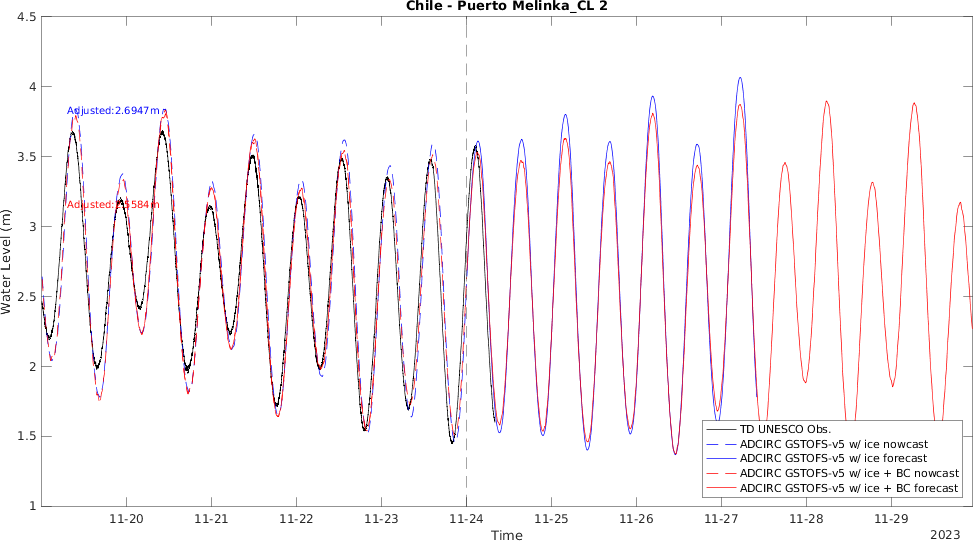 Chile - Puerto Melinka_CL 2
4.5
4
3.5
3
2.5
2
1.5
1
Water Level (m)
Adjusted:2.6947m
11-20
11-21
11-22
11-23
11-24
11-25
11-26
11-27
11-28
11-29
Time
2023
TD UNESCO Obs.
ADCIRC GSTOFS-v5 w/ ice nowcast
ADCIRC GSTOFS-v5 w/ ice forecast
ADCIRC GSTOFS-v5 w/ ice + BC nowcast
ADCIRC GSTOFS-v5 w/ ice + BC forecast